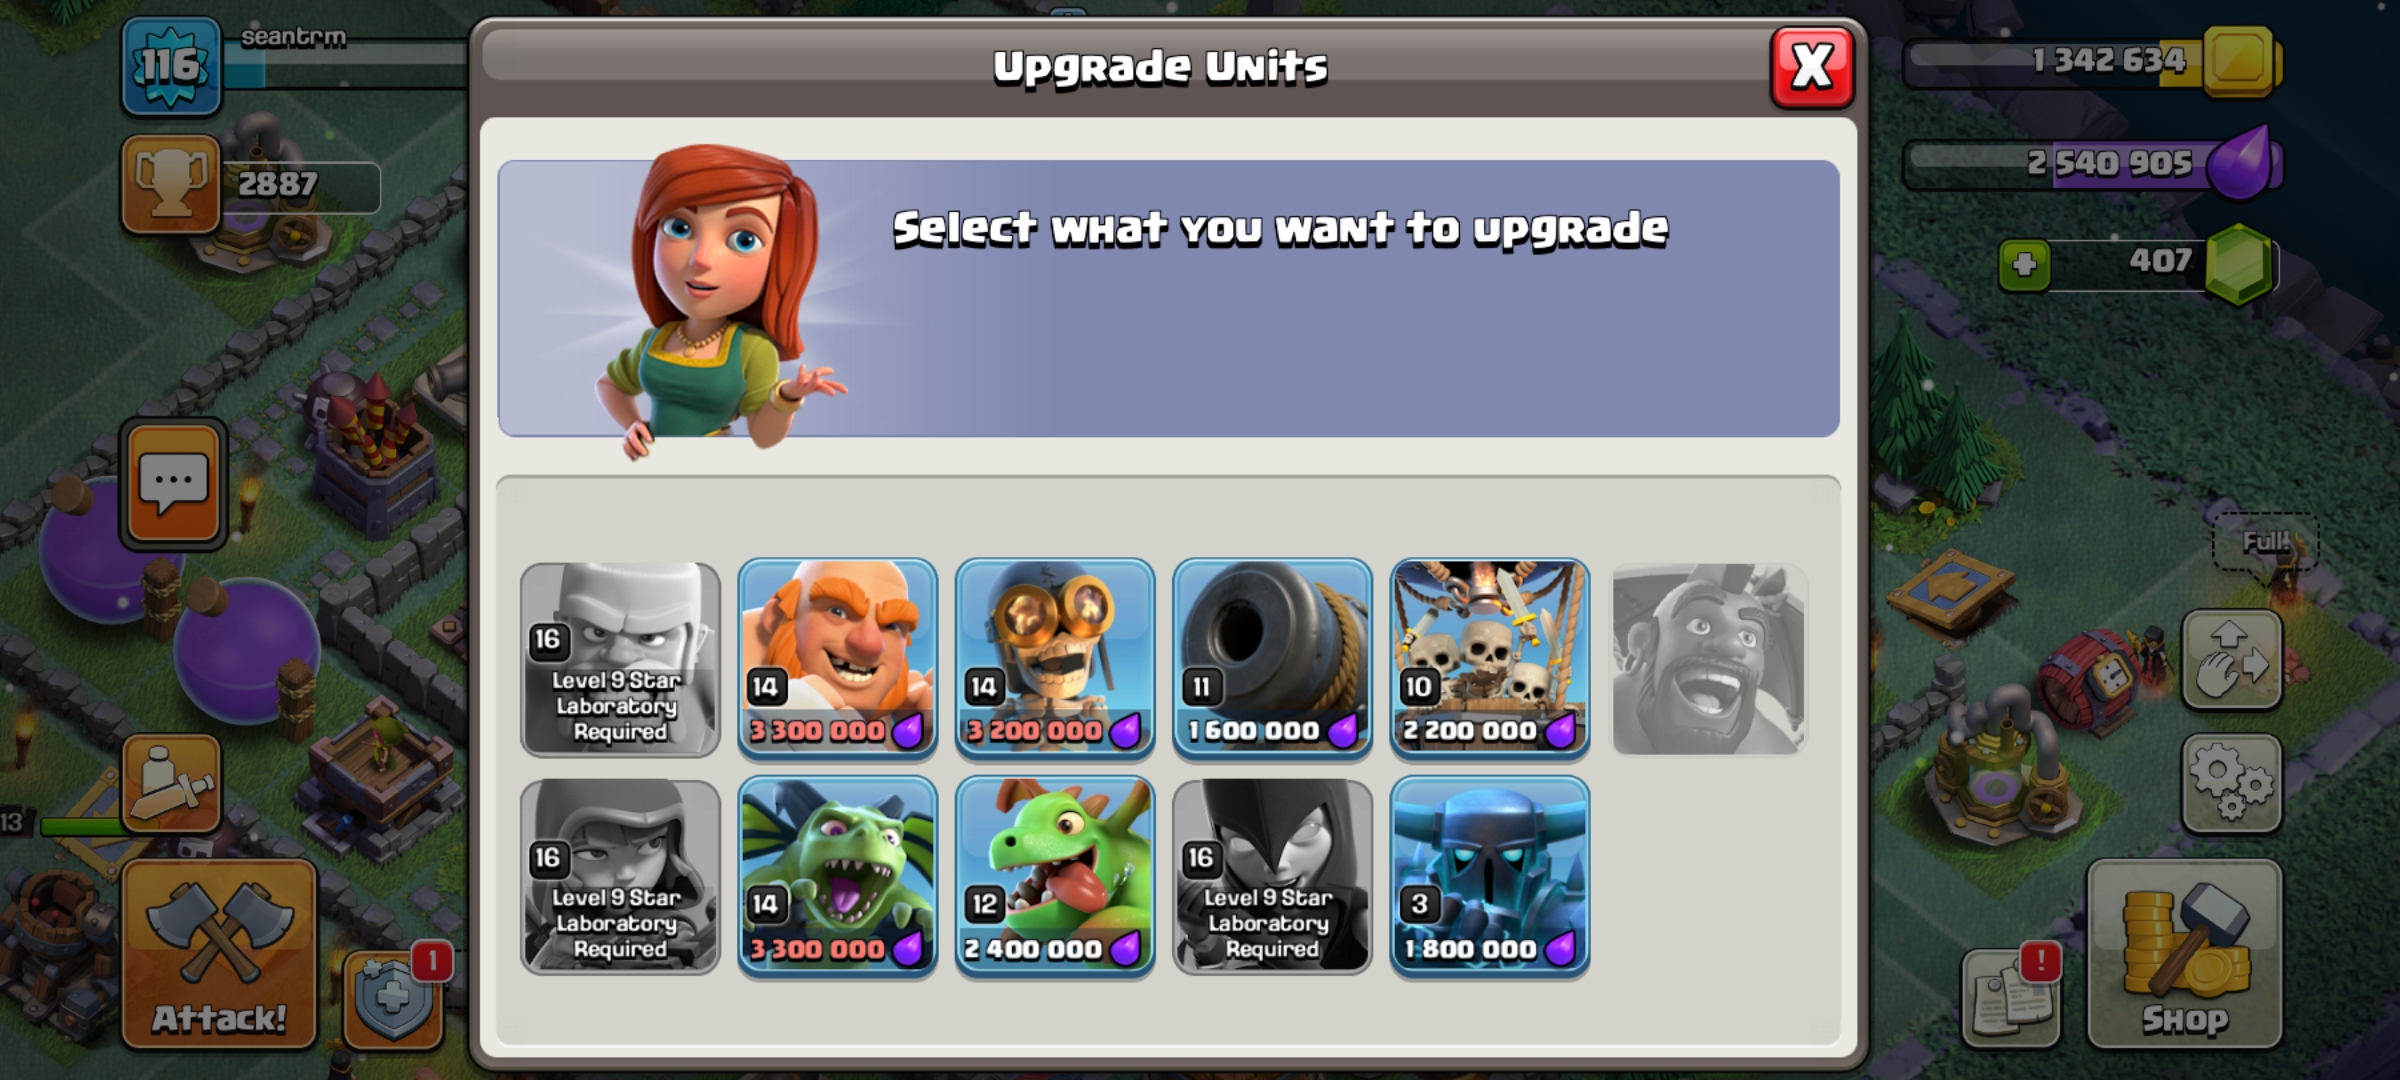 116
seantrm
2887
Upgrade Units
X
1 342 634
2 540 905
407
Select what you want to upgrade
Full!
16
Level 9 Star
Laboratory
Required
14
3 300 000
14
3 200 000
11
1 600 000
10
2 200 000
16
Level 9 Star
Laboratory
Required
14
3 300 000
12
2 400 000
16
Level 9 Star
Laboratory
Required
3
1 800 000
13
Attack!
1
!
Shop